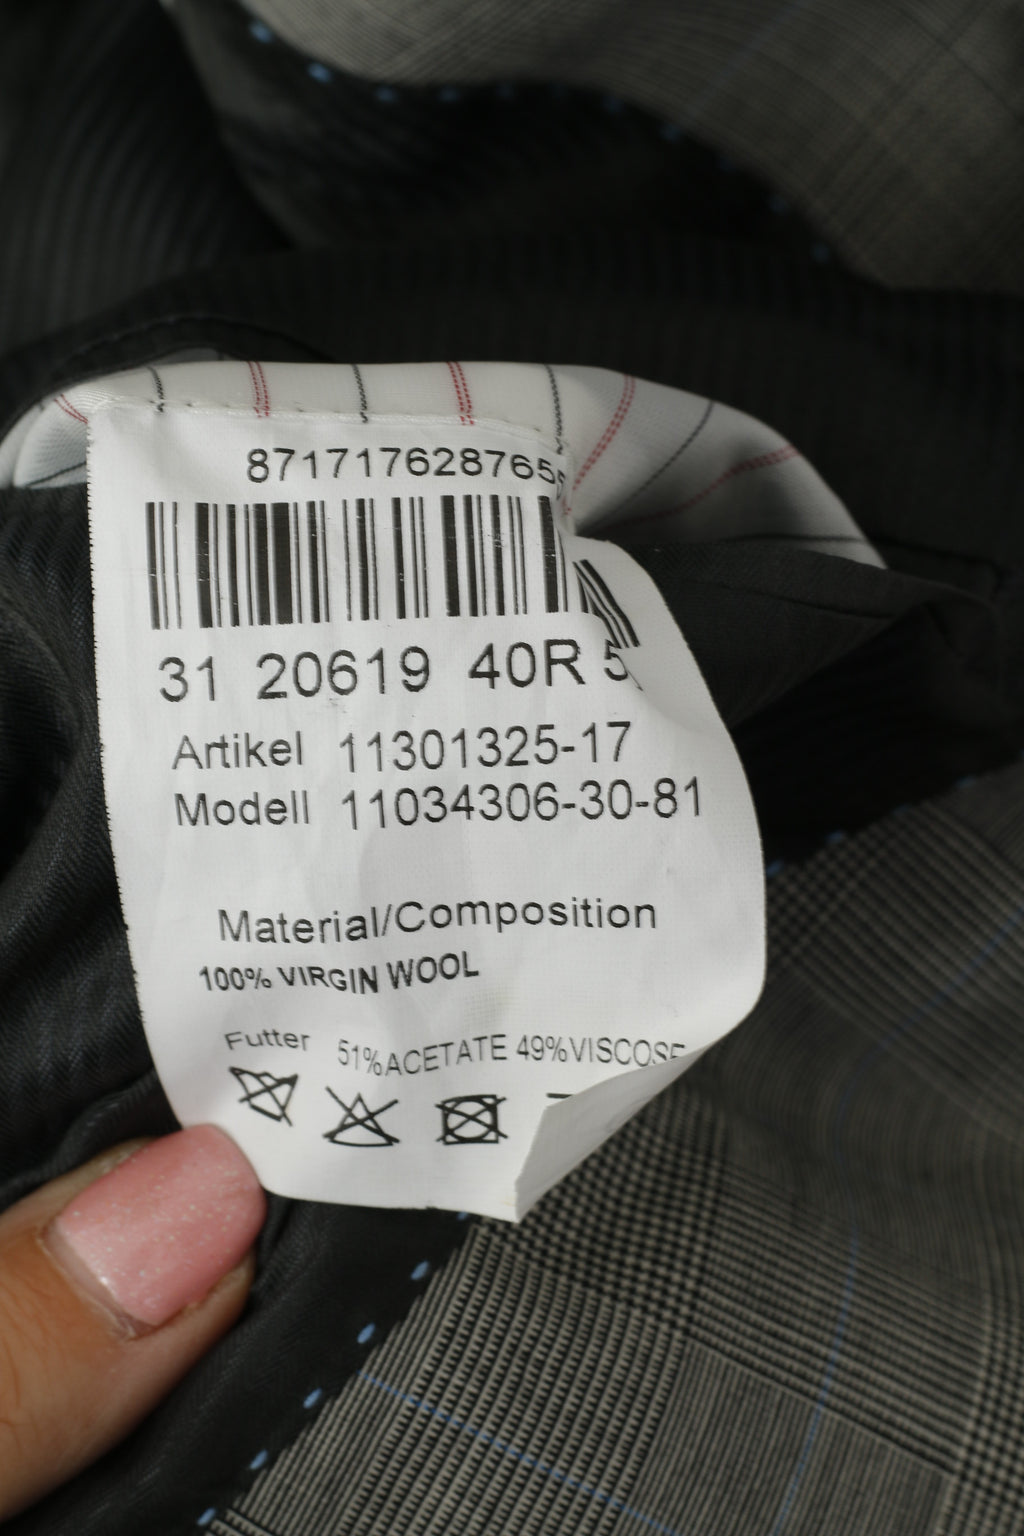 871717628765
31 20619 40R 5
Artikel 11301325-17
Modell 11034306-30-81
Material/Composition
100% VIRGIN WOOL
Futter 51%ACETATE 49%VISCOSE